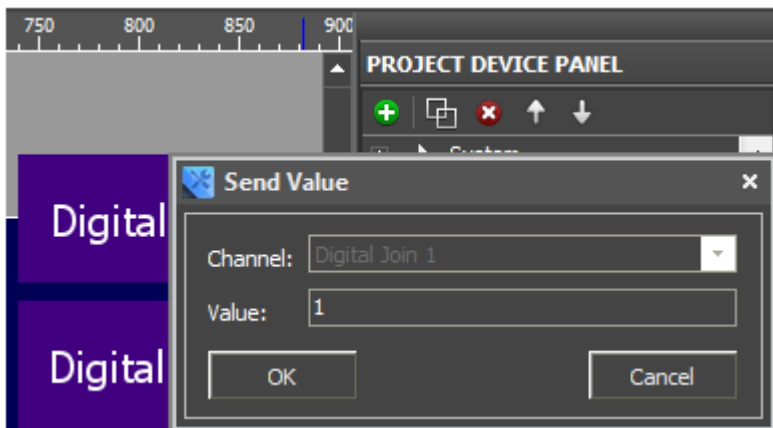 750 800 850 900
PROJECT DEVICE PANEL
System
Send Value
Digital
Channel: Digital Join 1
Value: 1
Digital
OK Cancel